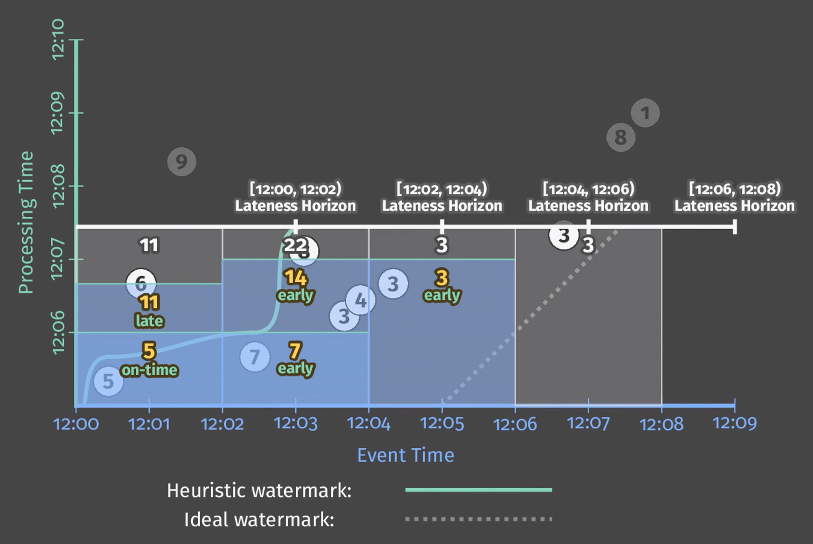 12:10
12:09
12:08
12:07
12:06
Processing Time
9
8
1
[12:00, 12:02)
Lateness Horizon
[12:02, 12:04)
Lateness Horizon
[12:04, 12:06)
Lateness Horizon
[12:06, 12:08)
Lateness Horizon
11
22
3
3
3
6
11
late
14
early
3
early
3
4
3
5
on-time
7
early
7
5
12:00
12:01
12:02
12:03
12:04
12:05
12:06
12:07
12:08
12:09
Event Time
Heuristic watermark:
Ideal watermark: